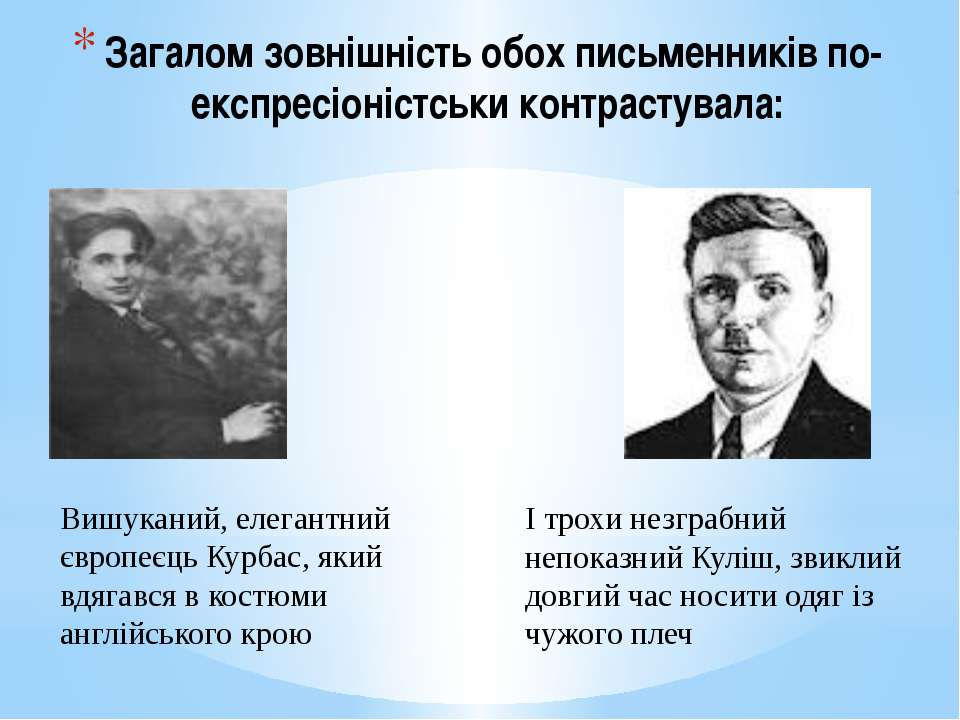 * Загалом зовнішність обох письменників по-
експресіоністськи контрастувала:
Вишуканий, елегантний
європеєць Курбас, який
вдягався в костюми
англійського крою
І трохи незграбний
непоказний Куліш, звиклий
довгий час носити одяг із
чужого плеч